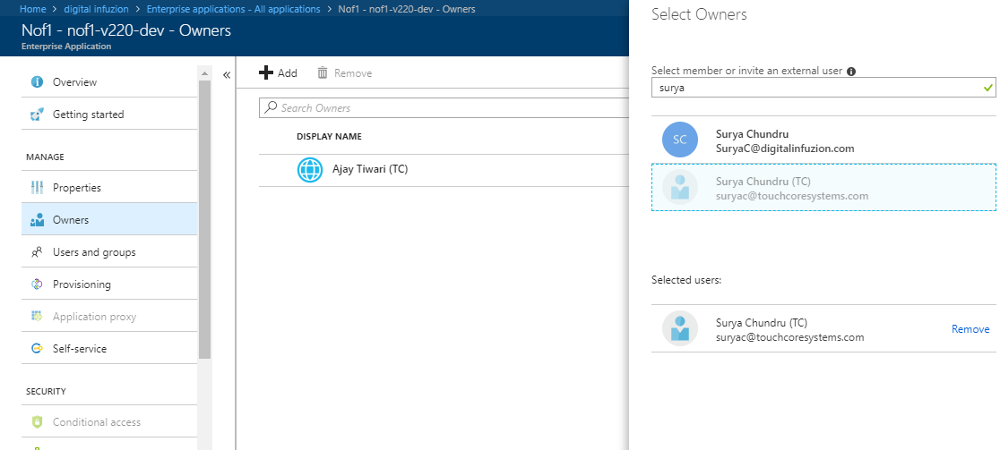 Home > digital infuzion > Enterprise applications - All applications > Nof1 - nof1-v220-dev - Owners
Nof1 - nof1-v220-dev - Owners
Enterprise Application
Overview
Getting started
MANAGE
Properties
Owners
Users and groups
Provisioning
Application proxy
Self-service
SECURITY
Conditional access
«
Add
Remove
Search Owners
DISPLAY NAME
Ajay Tiwari (TC)
Select Owners
Select member or invite an external user
surya
SC
Surya Chundru
SuryaC@digitalinfuzion.com
Surya Chundru (TC)
suryac@touchcoresystems.com
Selected users:
Surya Chundru (TC)
suryac@touchcoresystems.com
Remove